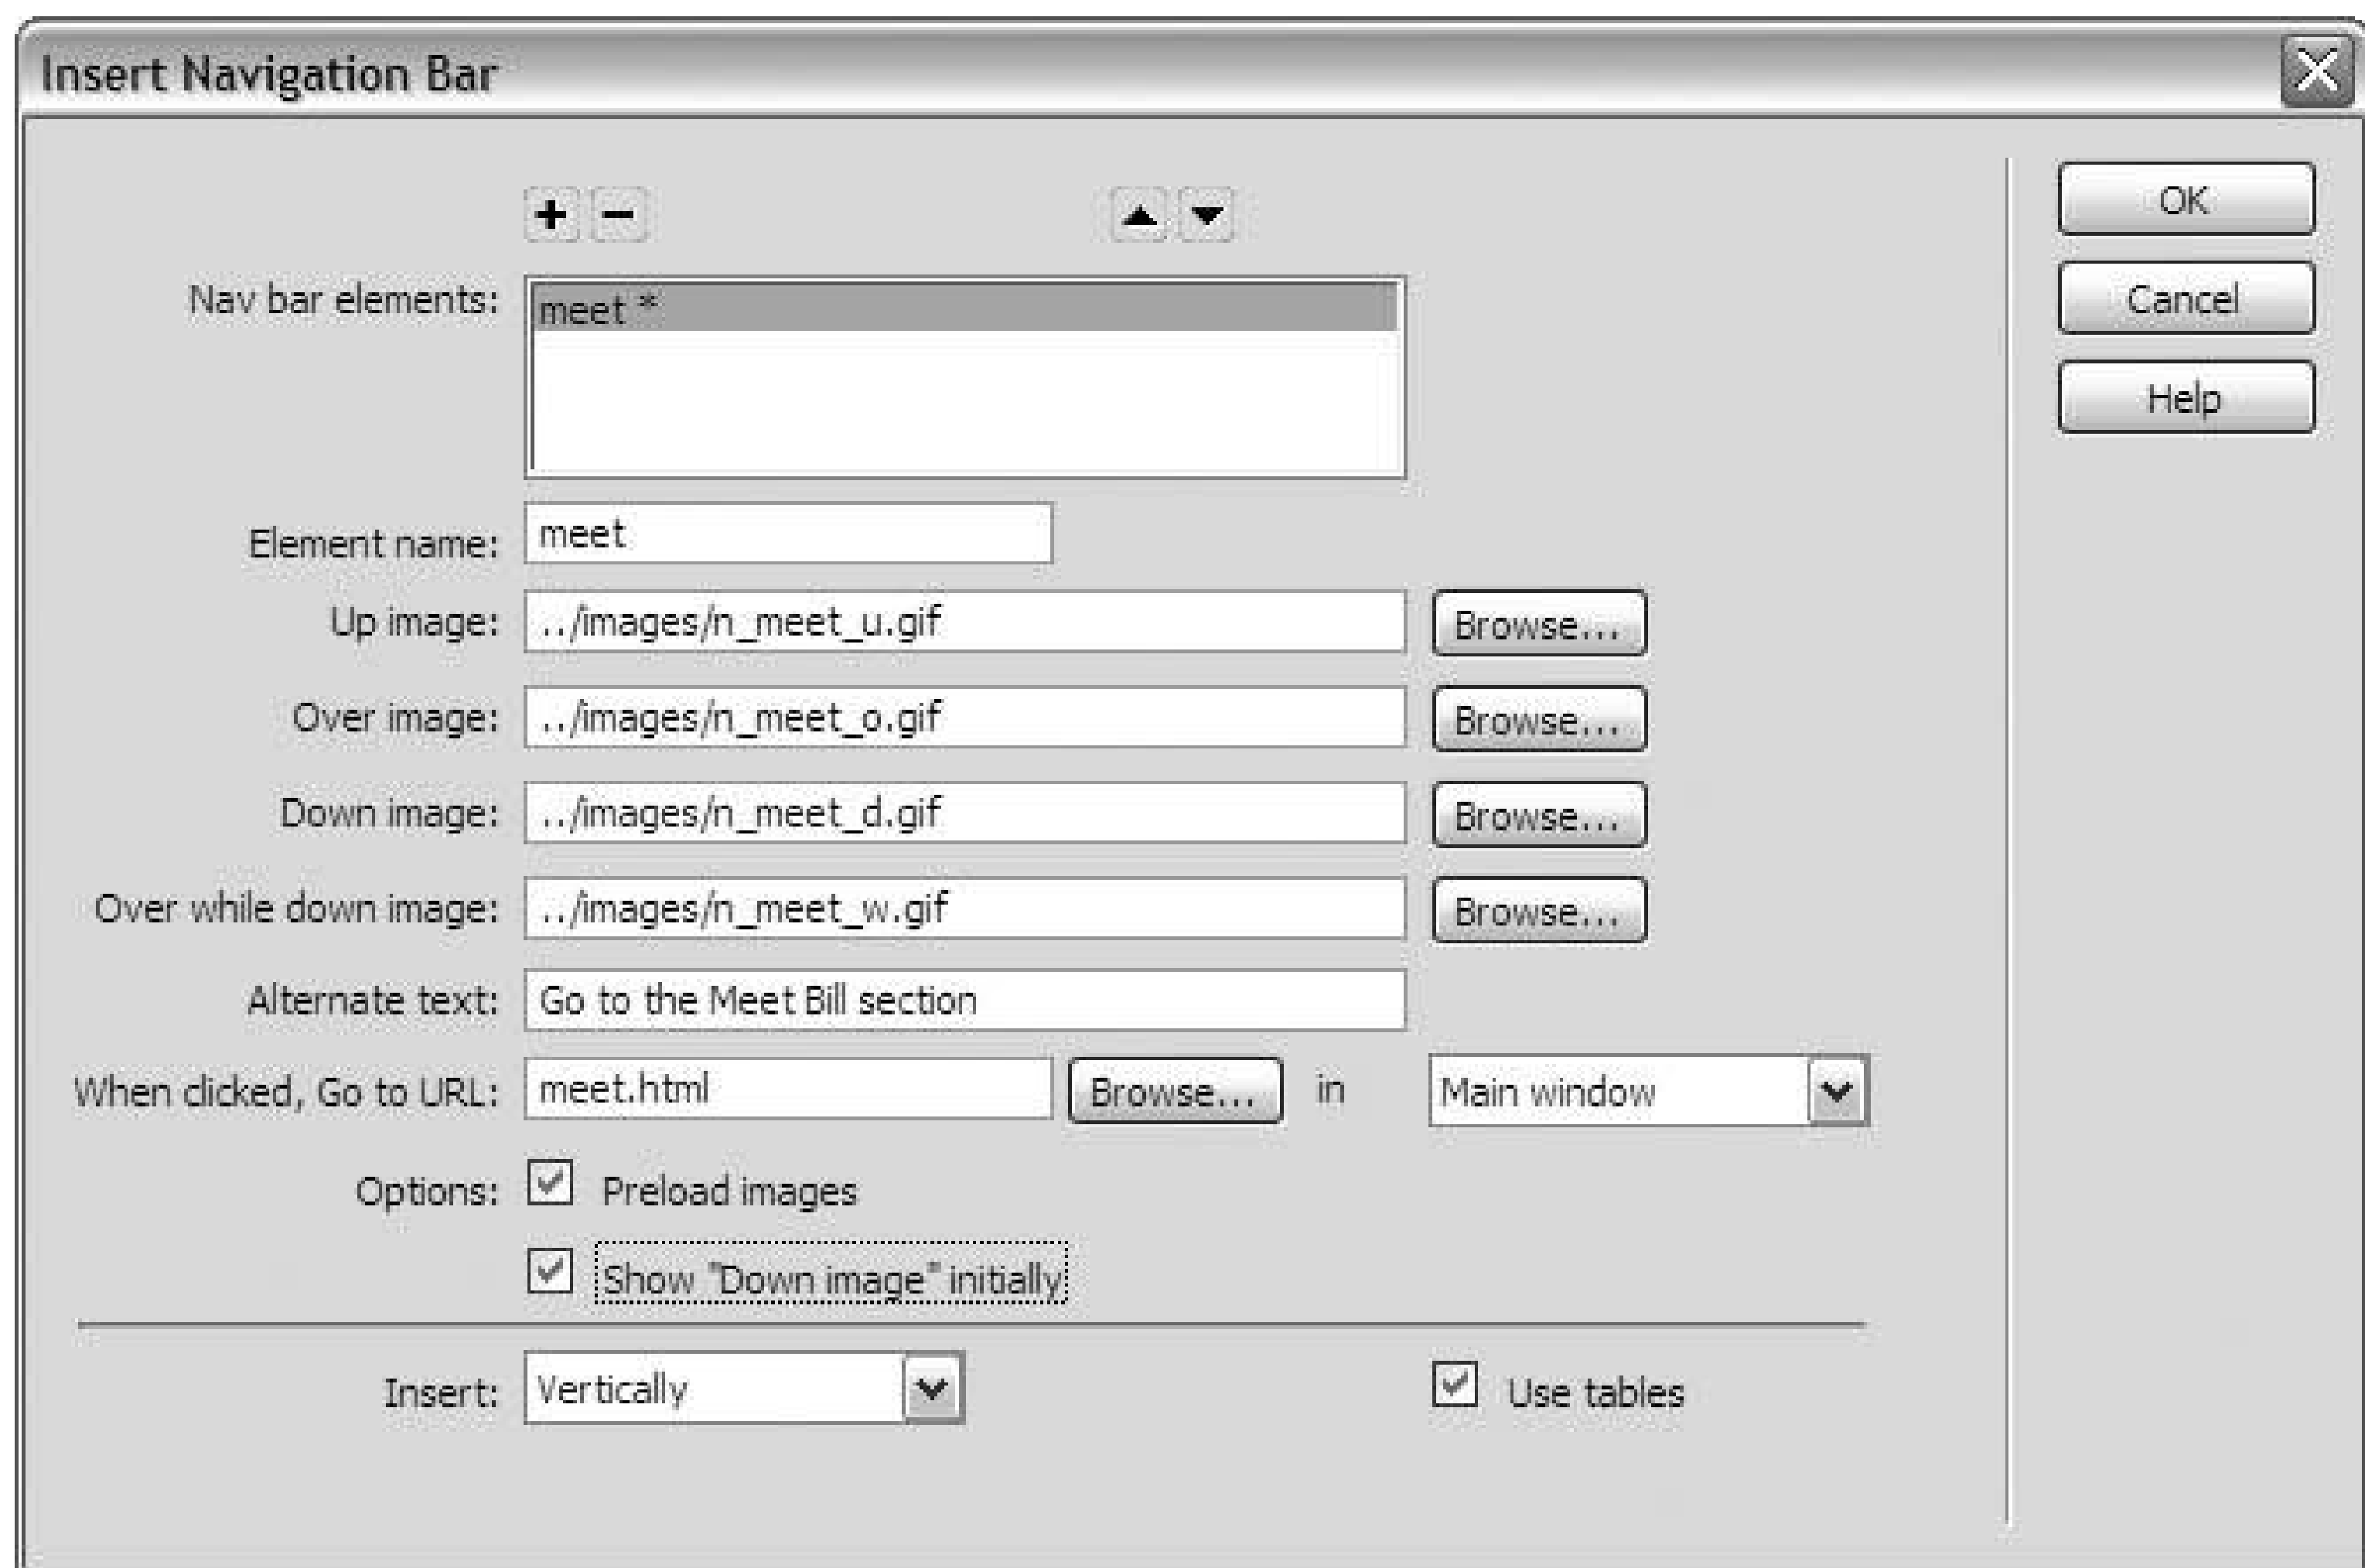 Insert Navigation Bar
OK
Nav bar elements: meet *
Cancel
Help
Element name: meet
Up image: ../images/n_meet_u.gif Browse...
Over image: ../images/n_meet_o.gif Browse...
Down image: ../images/n_meet_d.gif Browse...
Over while down image: ../images/n_meet_w.gif Browse...
Alternate text: Go to the Meet Bill section
When clicked, Go to URL: meet.html Browse... in Main window
Options: Preload images
Show "Down image" initially
Insert: Vertically Use tables